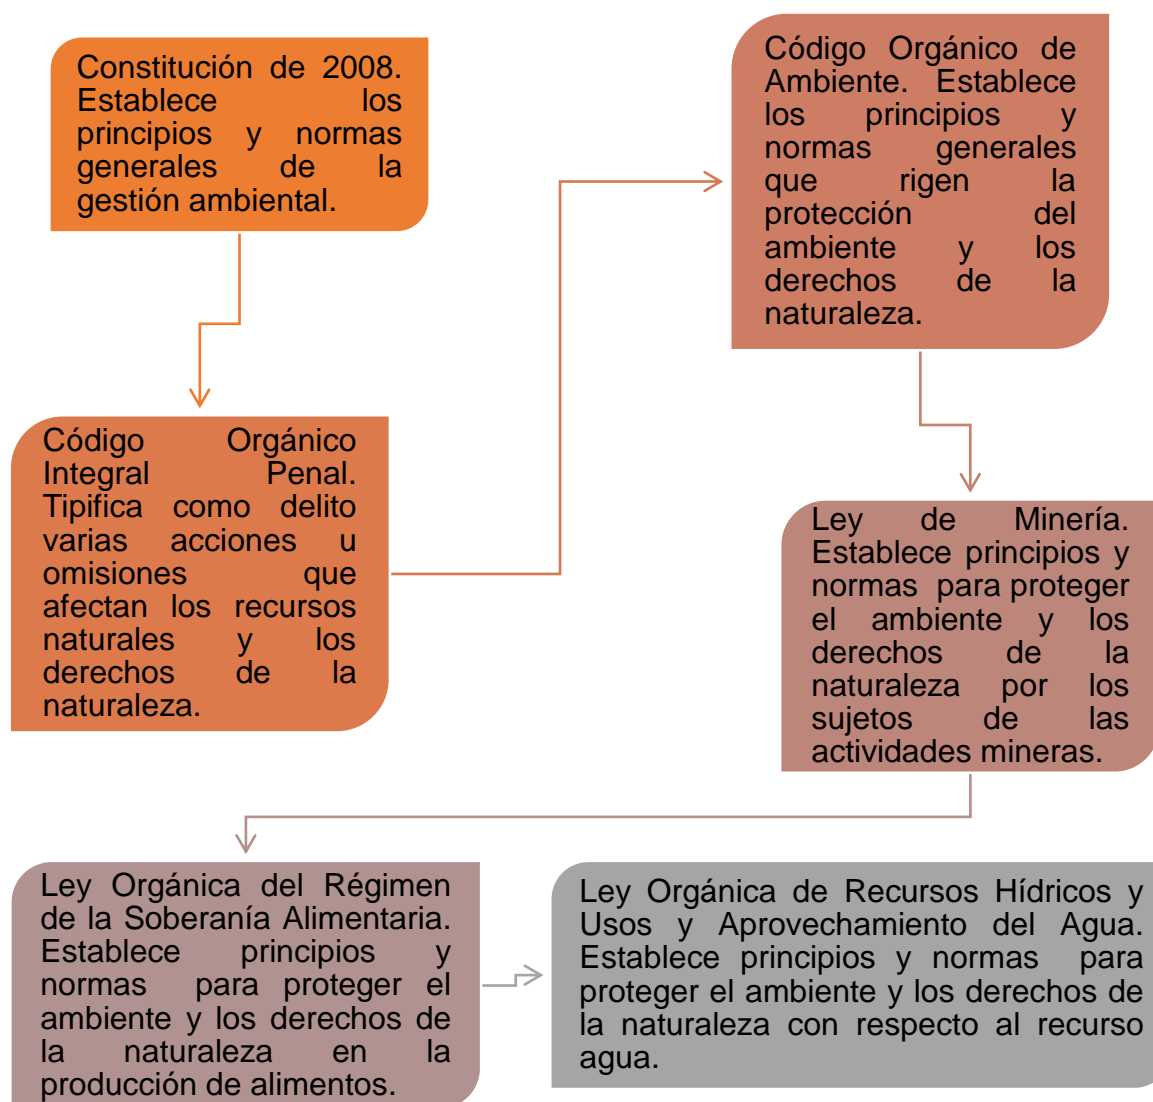 Constitución de 2008.
Establece los
principios y normas
generales de la
gestión ambiental.
Código Orgánico
Integral Penal.
Tipifica como delito
varias acciones u
omisiones que
afectan los recursos
naturales y los
derechos de la
naturaleza.
Código Orgánico de
Ambiente. Establece
los principios y
normas generales
que rigen la
protección del
ambiente y los
derechos de la
naturaleza.
Ley de Minería.
Establece principios y
normas para proteger
el ambiente y los
derechos de la
naturaleza por los
sujetos de las
actividades mineras.
Ley Orgánica del Régimen
de la Soberanía Alimentaria.
Establece principios y
normas para proteger el
ambiente y los derechos de
la naturaleza en la
producción de alimentos.
Ley Orgánica de Recursos Hídricos y
Usos y Aprovechamiento del Agua.
Establece principios y normas para
proteger el ambiente y los derechos de
la naturaleza con respecto al recurso
agua.